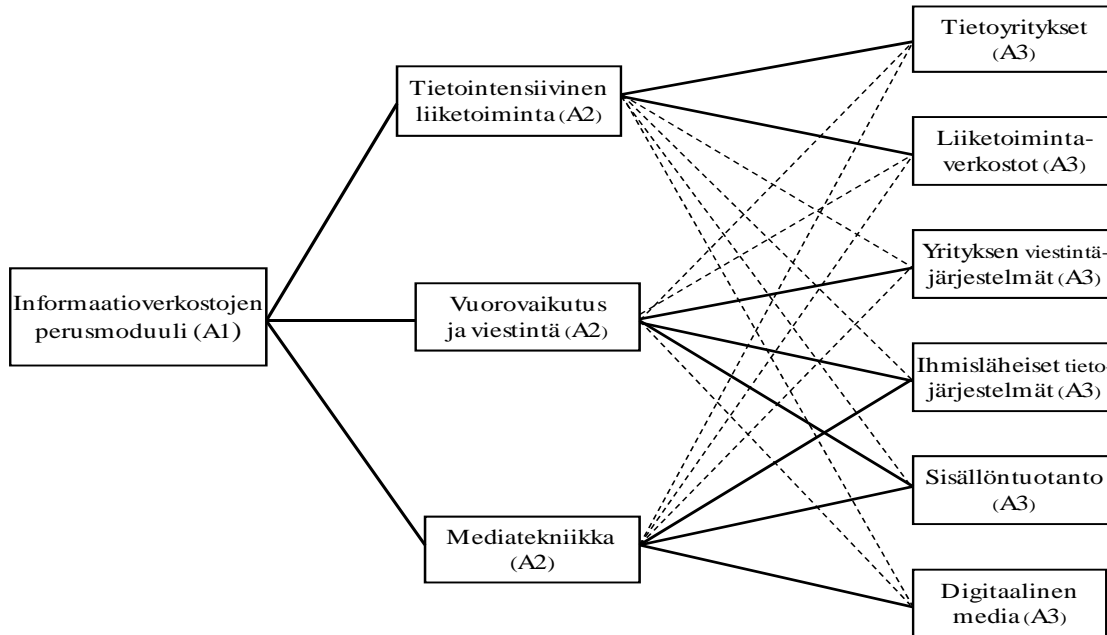 Informaatioverkostojen
perusmoduuli (A1)
Tietointensiivinen
liiketoiminta (A2)
Vuorovaikutus
ja viestintä (A2)
Mediatekniikka
(A2)
Tietoyritykset
(A3)
Liiketoiminta-
verkostot (A3)
Yrityksen viestintä-
järjestelmät (A3)
Ihmisläheiset tieto-
järjestelmät (A3)
Sisällöntuotanto
(A3)
Digitaalinen
media (A3)